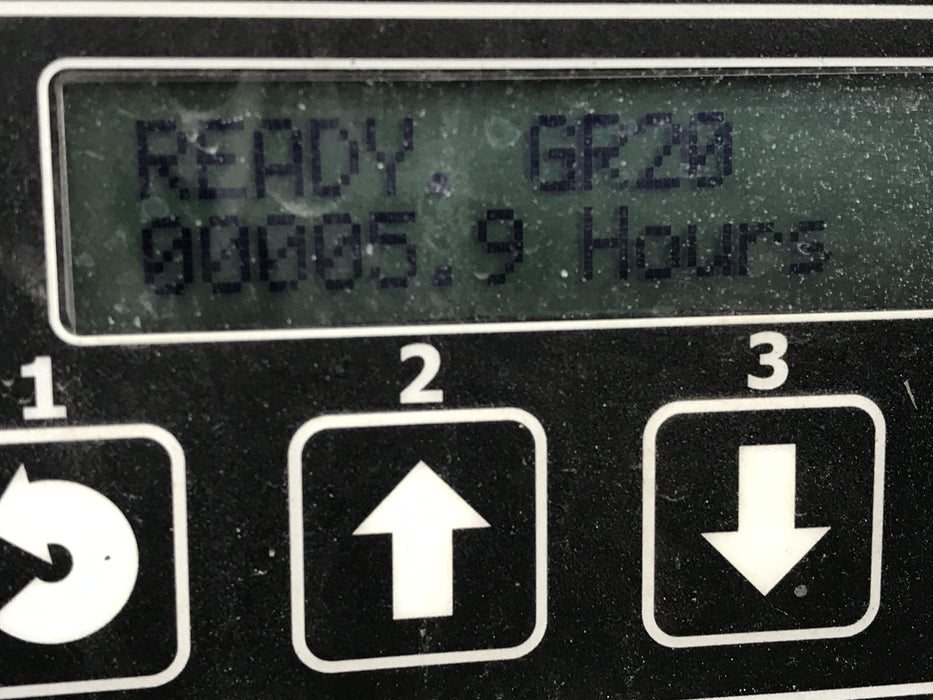 READY, GR20
00005.9 Hours
1 2 3